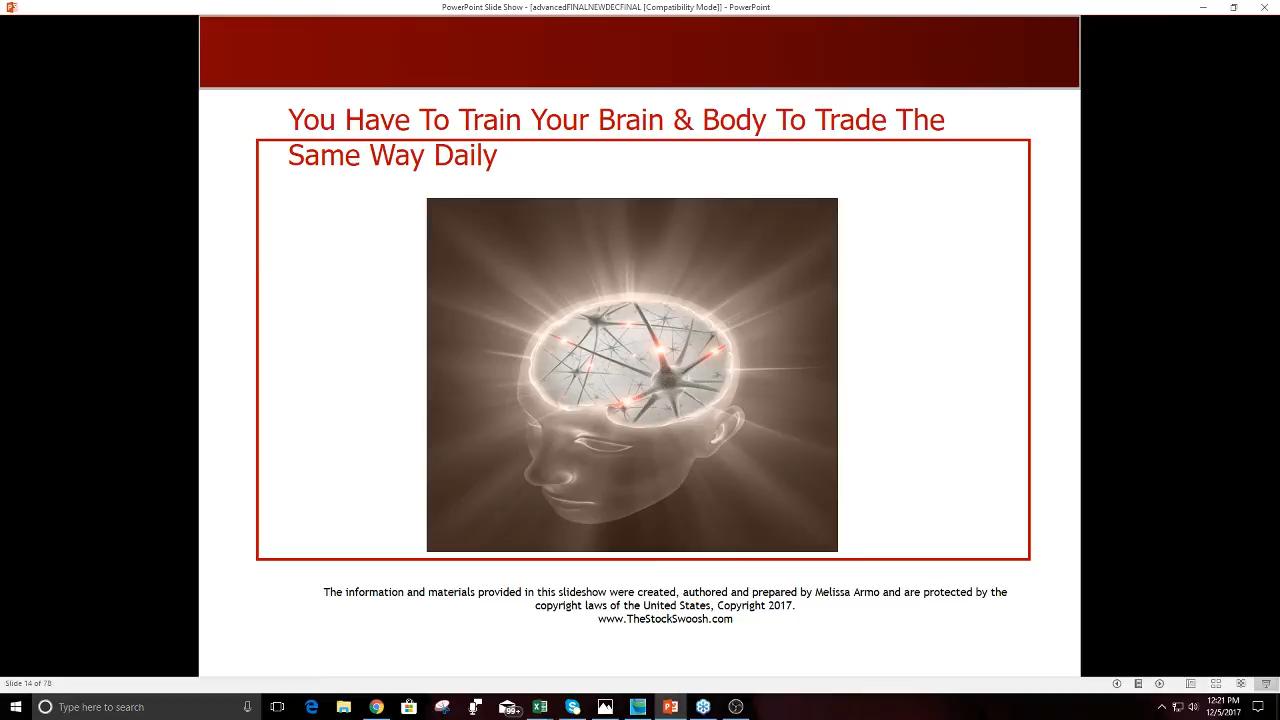 PowerPoint Slide Show - [advancedFINALNEWDECFINAL [Compatibility Mode]] - PowerPoint
You Have To Train Your Brain & Body To Trade The
Same Way Daily
The information and materials provided in this slideshow were created, authored and prepared by Melissa Armo and are protected by the
copyright laws of the United States, Copyright 2017.
www.TheStockSwoosh.com
Slide 14 of 78
Type here to search
99+
12:21 PM
12/5/2017